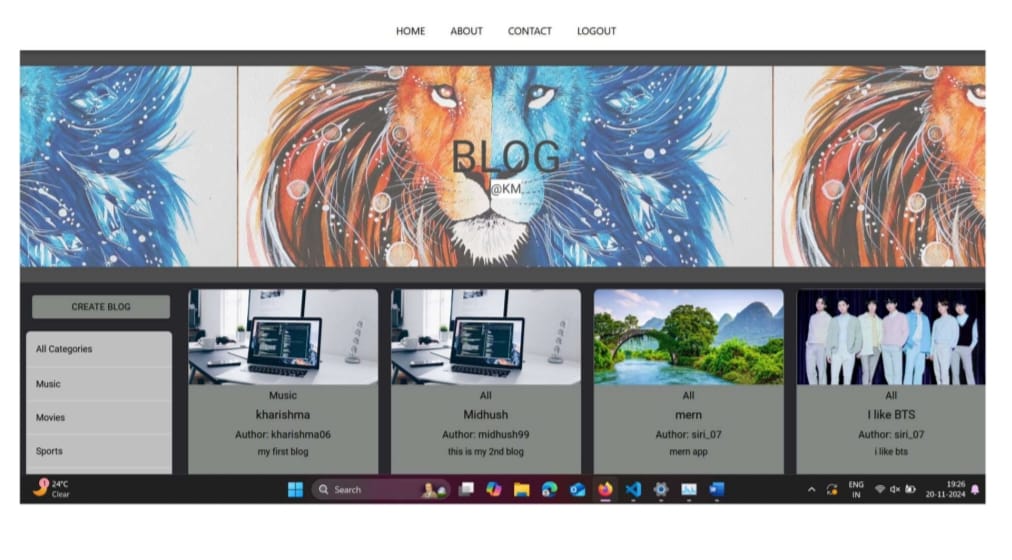 HOME ABOUT CONTACT LOGOUT
BLOG
@KM
CREATE BLOG
All Categories
Music
Movies
Sports
Music
kharishma
Author: kharishma06
my first blog
All
Midhush
Author: midhush99
this is my 2nd blog
All
mern
Author: siri_07
mern app
All
I like BTS
Author: siri_07
i like bts
1
24°C
Clear
Search
ENG
IN
19:26
20-11-2024